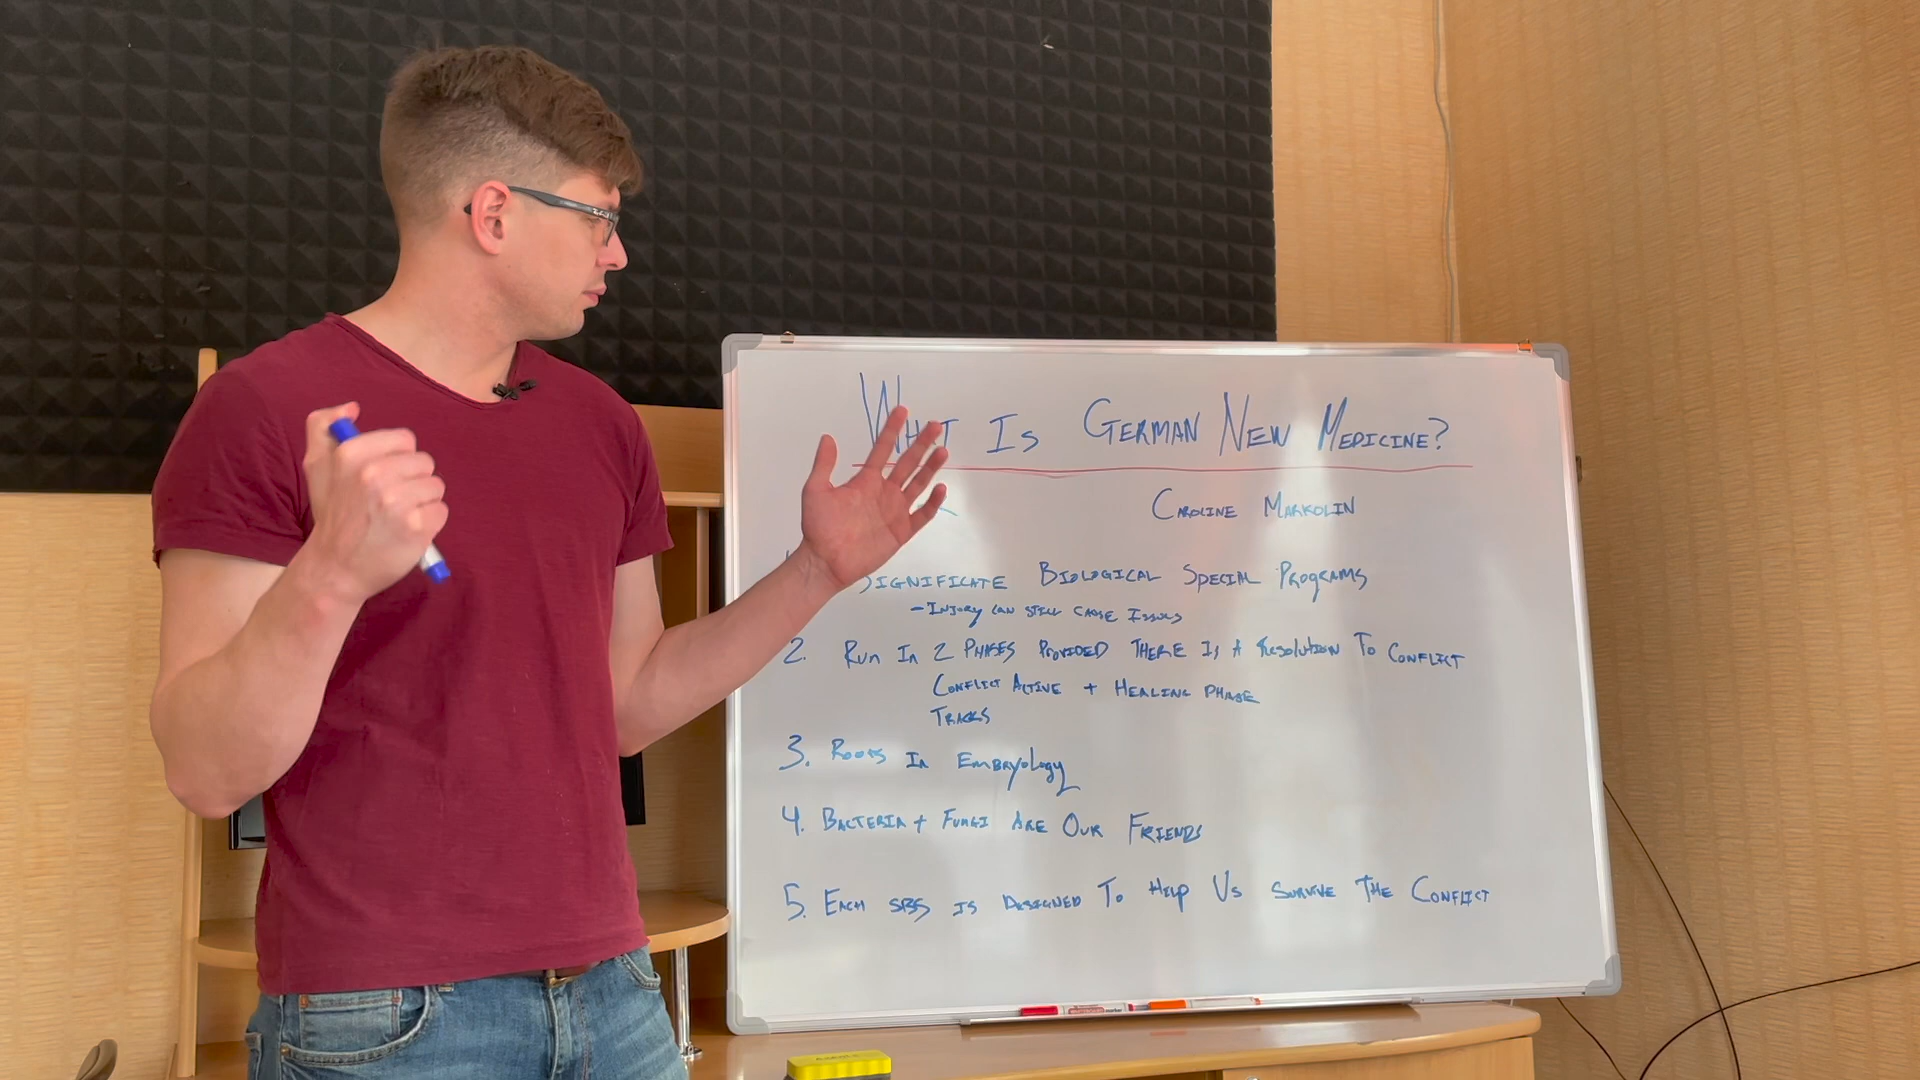 What Is German New Medicine?
Caroline Markolin
Significate Biological Special Programs
- Injury can still cause Issues
2. Run In 2 Phases Provided There Is A Resolution To Conflict
Conflict Active + Healing Phase
Tracks
3. Roots In Embryology
4. Bacteria + Fungi Are Our Friends
5. Each SBS is Designed To Help Us Survive The Conflict